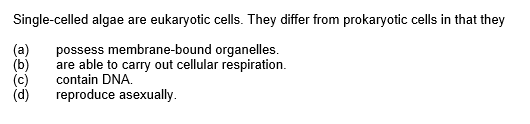 Single-celled algae are eukaryotic cells. They differ from prokaryotic cells in that they
(a) possess membrane-bound organelles.
(b) are able to carry out cellular respiration.
(c) contain DNA.
(d) reproduce asexually.